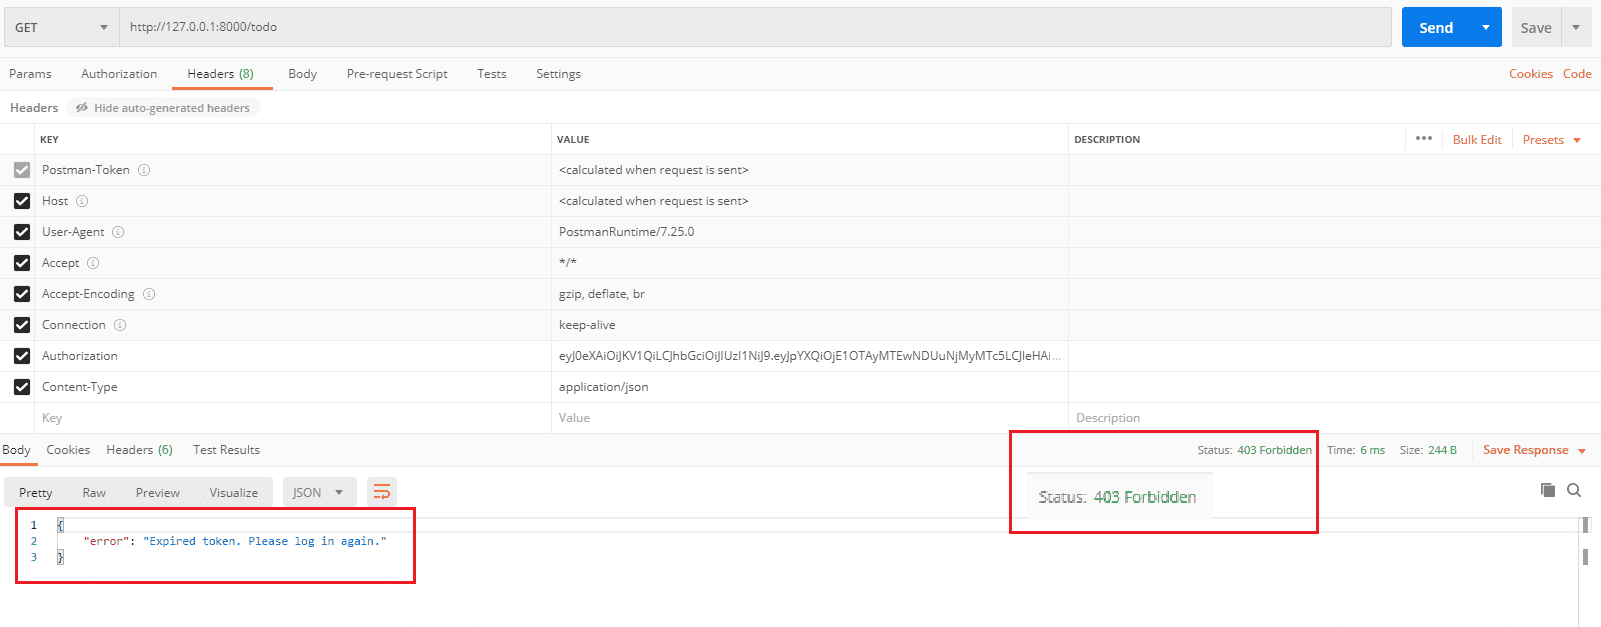 GET http://127.0.0.1:8000/todo Send Save
Params Authorization Headers (8) Body Pre-request Script Tests Settings Cookies Code
Headers Hide auto-generated headers
KEY VALUE DESCRIPTION ••• Bulk Edit Presets
Postman-Token <calculated when request is sent>
Host <calculated when request is sent>
User-Agent PostmanRuntime/7.25.0
Accept */*
Accept-Encoding gzip, deflate, br
Connection keep-alive
Authorization
Content-Type application/json
Key Value Description
Body Cookies Headers (6) Test Results Status: 403 Forbidden Time: 6 ms Size: 244 B Save Response
Pretty Raw Preview Visualize JSON Status: 403 Forbidden
1 {
2 "error": "Expired token. Please log in again."
3 }